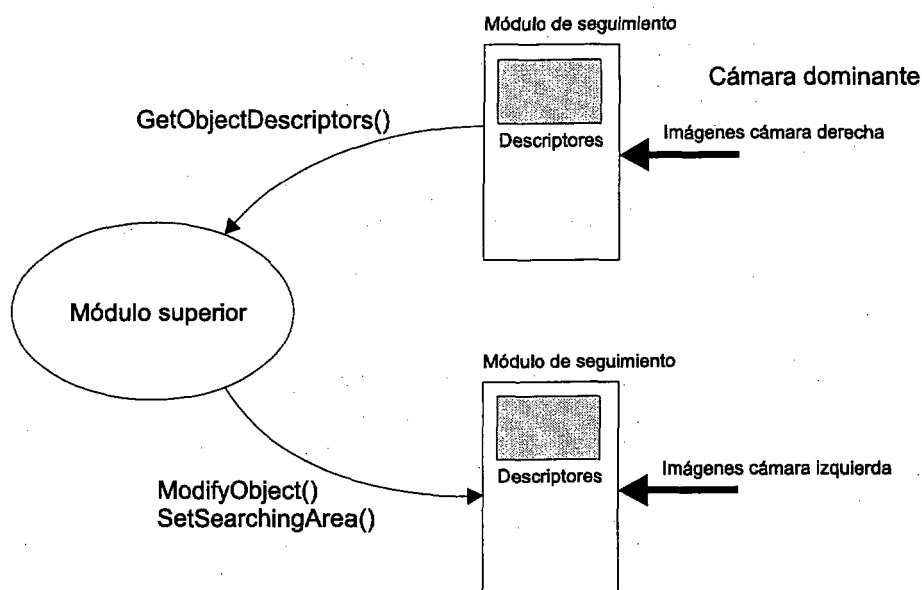 Módulo de seguimiento
Cámara dominante
GetObjectDescriptors()
Descriptores
Imágenes cámara derecha
Módulo superior
Módulo de seguimiento
Descriptores
Imágenes cámara izquierda
ModifyObject()
SetSearchingArea()